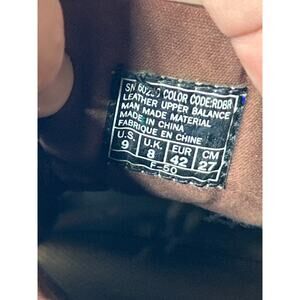 SN COLOR CODE:RDBR
LEATHER UPPER BALANCE
MAN MADE MATERIAL
MADE IN CHINA
FABRIQUE EN CHINE
U.S. U.K. EUR CM
9 8 42 27
F-60